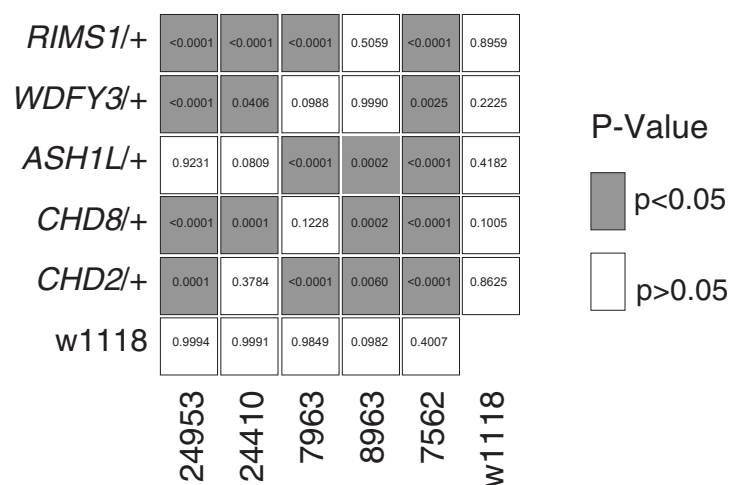 RIMS1/+ <0.0001 <0.0001 <0.0001 0.5059 <0.0001 0.8959
WDFY3/+ <0.0001 0.0406 0.0988 0.9990 0.0025 0.2225
ASH1L/+ 0.9231 0.0809 <0.0001 0.0002 <0.0001 0.4182
CHD8/+ <0.0001 0.0001 0.1228 0.0002 <0.0001 0.1005
CHD2/+ 0.0001 0.3784 <0.0001 0.0060 <0.0001 0.8625
w1118 0.9994 0.9991 0.9849 0.0982 0.4007
24953 24410 7963 8963 7562 w1118
P-Value
p<0.05
p>0.05